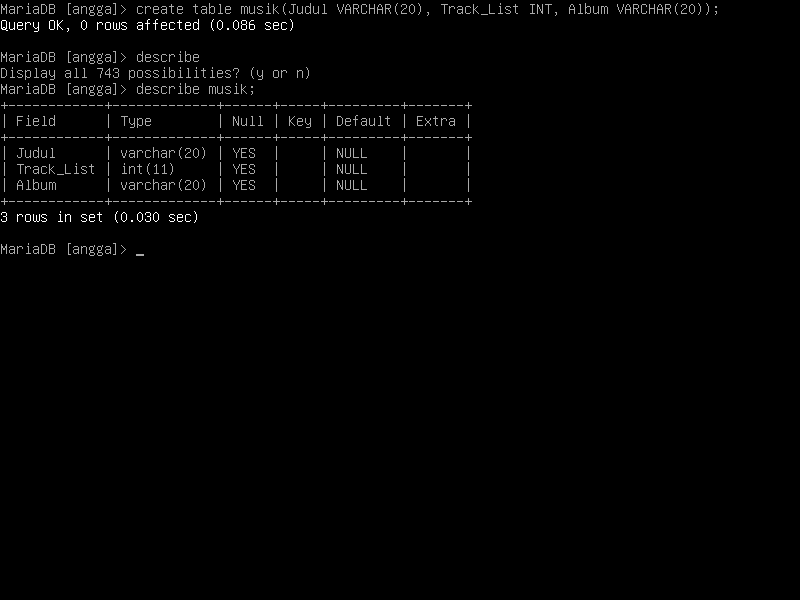 MariaDB [angga]> create table musik(Judul VARCHAR(20), Track_List INT, Album VARCHAR(20));
Query OK, 0 rows affected (0.086 sec)
MariaDB [angga]> describe
Display all 743 possibilities? (y or n)
MariaDB [angga]> describe musik;
+------------+-------------+------+-----+---------+-------+
| Field      | Type        | Null | Key | Default | Extra |
+------------+-------------+------+-----+---------+-------+
| Judul      | varchar(20) | YES  |     | NULL    |       |
| Track_List | int(11)     | YES  |     | NULL    |       |
| Album      | varchar(20) | YES  |     | NULL    |       |
+------------+-------------+------+-----+---------+-------+
3 rows in set (0.030 sec)
MariaDB [angga]> _